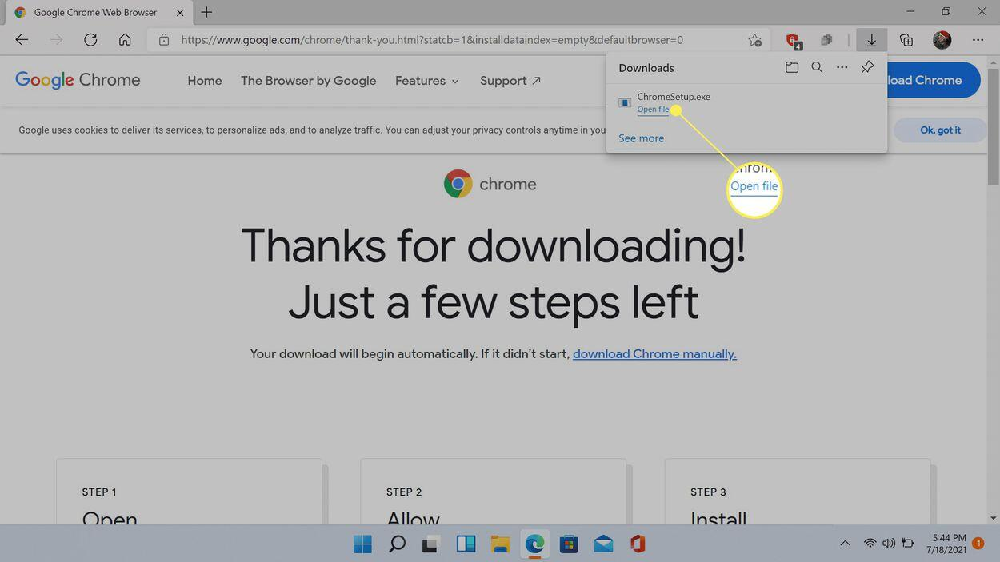 Google Chrome Web Browser
https://www.google.com/chrome/thank-you.html?statcb=1&installdataindex=empty&defaultbrowser=0
4
Downloads
ChromeSetup.exe
Open file
See more
Google Chrome Home The Browser by Google Features Support load Chrome
Google uses cookies to deliver its services, to personalize ads, and to analyze traffic. You can adjust your privacy controls anytime in you
Ok, got it
chrom
Open file
chrome
Thanks for downloading!
Just a few steps left
Your download will begin automatically. If it didn't start, download Chrome manually.
STEP 1
Open
STEP 2
Allow
STEP 3
Install
5:44 PM
7/18/2021
1